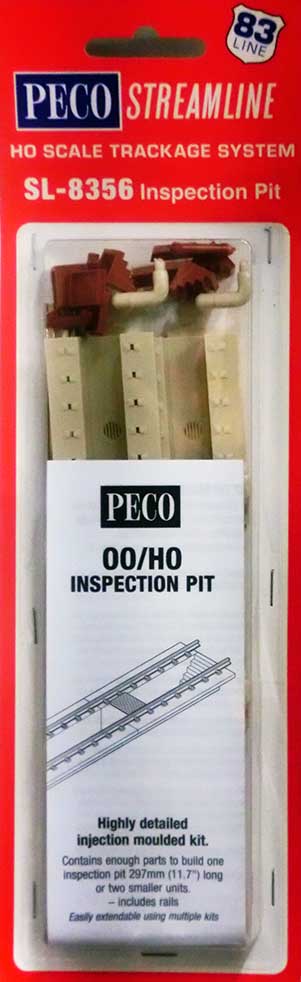 83
LINE
PECO STREAMLINE
HO SCALE TRACKAGE SYSTEM
SL-8356 Inspection Pit
PECO
OO/HO
INSPECTION PIT
Highly detailed
injection moulded kit.
Contains enough parts to build one
inspection pit 297mm (11.7") long
or two smaller units.
– includes rails
Easily extendable using multiple kits